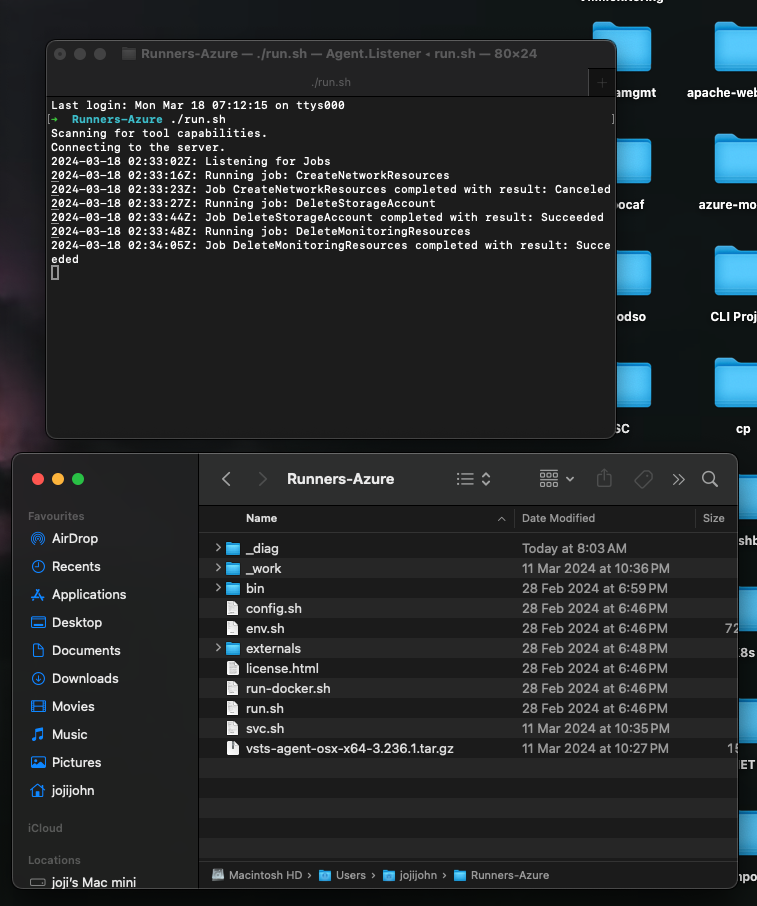 amgmt
apache-web
ocaf
azure-mo
odso
CLI Proj
SC
cp
Runners-Azure — ./run.sh — Agent.Listener ◂ run.sh — 80×24
./run.sh
Last login: Mon Mar 18 07:12:15 on ttys000
[➜  Runners-Azure ./run.sh ]
Scanning for tool capabilities.
Connecting to the server.
2024-03-18 02:33:02Z: Listening for Jobs
2024-03-18 02:33:16Z: Running job: CreateNetworkResources
2024-03-18 02:33:23Z: Job CreateNetworkResources completed with result: Canceled
2024-03-18 02:33:27Z: Running job: DeleteStorageAccount
2024-03-18 02:33:44Z: Job DeleteStorageAccount completed with result: Succeeded
2024-03-18 02:33:48Z: Running job: DeleteMonitoringResources
2024-03-18 02:34:05Z: Job DeleteMonitoringResources completed with result: Succe
eded
Runners-Azure
Favourites
AirDrop
Recents
Applications
Desktop
Documents
Downloads
Movies
Music
Pictures
jojijohn
iCloud
Locations
joji's Mac mini
Name Date Modified Size
_diag Today at 8:03 AM
_work 11 Mar 2024 at 10:36 PM
bin 28 Feb 2024 at 6:59 PM
config.sh 28 Feb 2024 at 6:46 PM
env.sh 28 Feb 2024 at 6:46 PM 72
externals 28 Feb 2024 at 6:48 PM
license.html 28 Feb 2024 at 6:46 PM
run-docker.sh 28 Feb 2024 at 6:46 PM
run.sh 28 Feb 2024 at 6:46 PM
svc.sh 11 Mar 2024 at 10:35 PM
vsts-agent-osx-x64-3.236.1.tar.gz 11 Mar 2024 at 10:27 PM 15
Macintosh HD › Users › jojijohn › Runners-Azure
shb
K8s
ET
npo